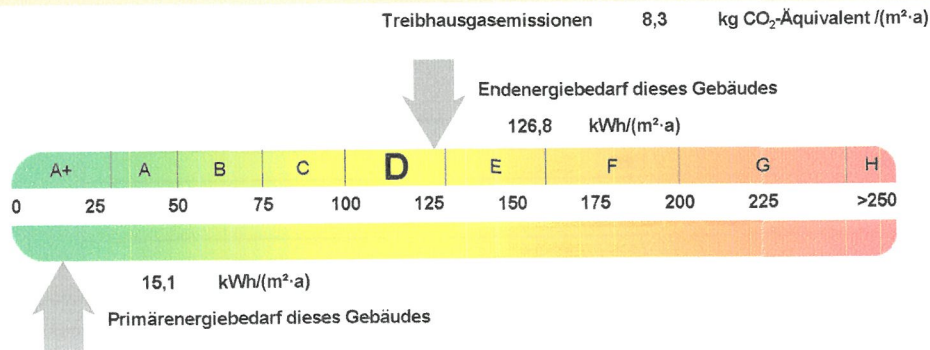 Treibhausgasemissionen 8,3 kg CO₂-Äquivalent /(m²·a)
Endenergiebedarf dieses Gebäudes
126,8 kWh/(m²·a)
A+ A B C D E F G H
0 25 50 75 100 125 150 175 200 225 >250
15,1 kWh/(m²·a)
Primärenergiebedarf dieses Gebäudes